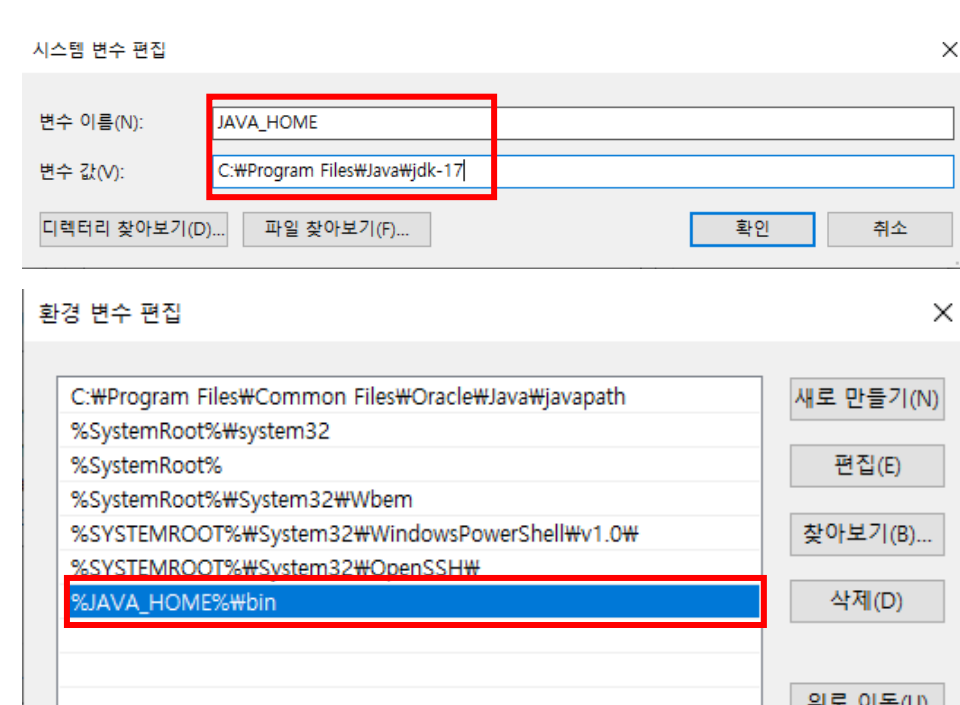 시스템 변수 편집
변수 이름(N):
JAVA_HOME
변수 값(V):
C:₩Program Files₩Java₩jdk-17
디렉터리 찾아보기(D)...
파일 찾아보기(F)...
확인
취소
환경 변수 편집
C:₩Program Files₩Common Files₩Oracle₩Java₩javapath
새로 만들기(N)
%SystemRoot%₩system32
%SystemRoot%
편집(E)
%SystemRoot%₩System32₩Wbem
%SYSTEMROOT%₩System32₩WindowsPowerShell₩v1.0₩
찾아보기(B)...
%SYSTEMROOT%₩System32₩OpenSSH₩
%JAVA_HOME%₩bin
삭제(D)
위로 이동(U)